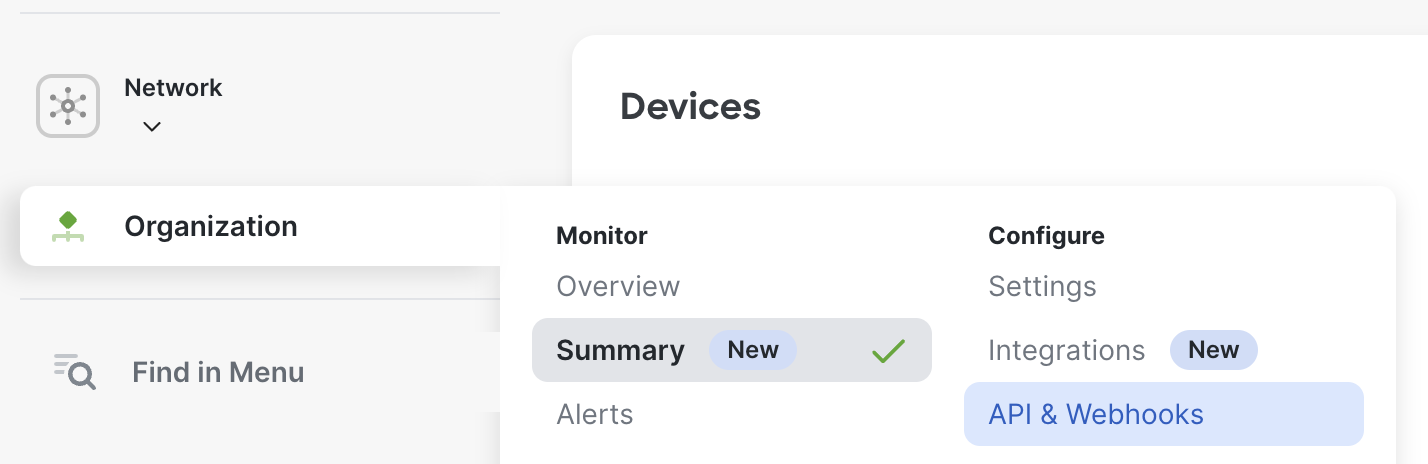 Network
Devices
Organization
Monitor
Overview
Summary New
Alerts
Configure
Settings
Integrations New
API & Webhooks
Find in Menu